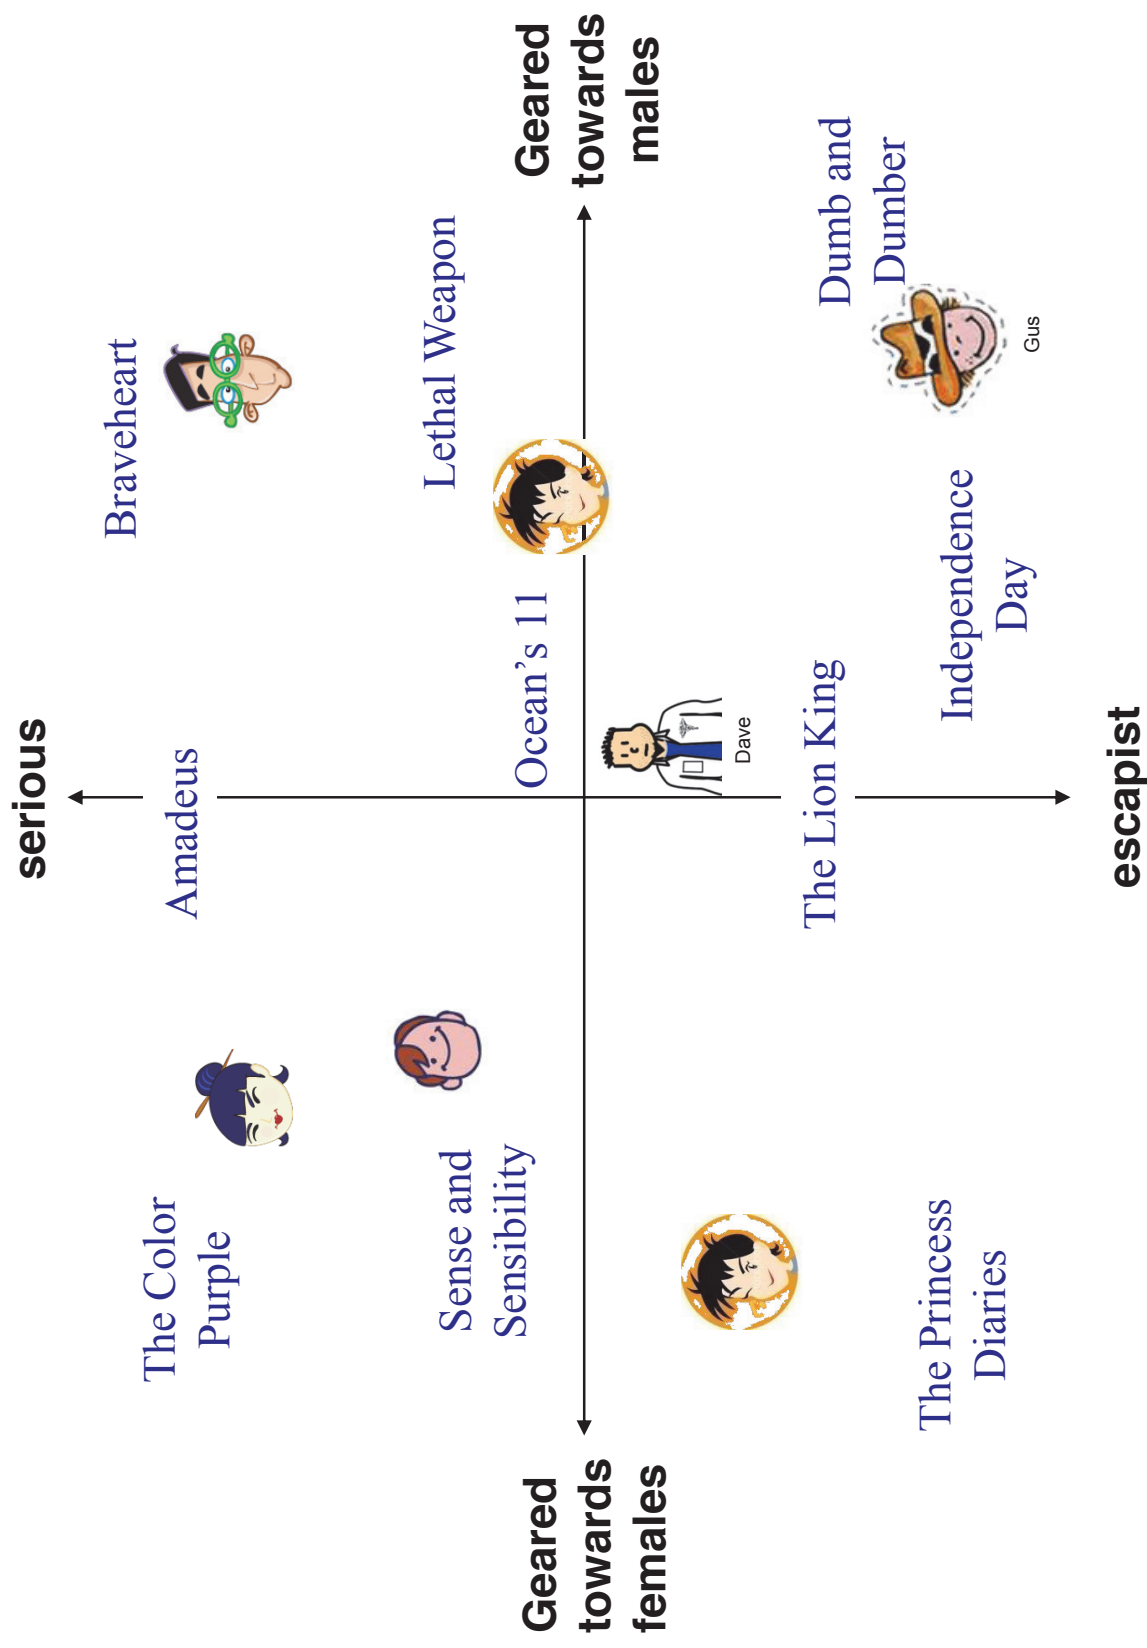 serious
Braveheart
Amadeus
The Color
Purple
Lethal Weapon
Sense and
Sensibility
Ocean's 11
Geared
towards
females
Geared
towards
males
Dave
The Lion King
Dumb and
Dumber
Gus
Independence
Day
The Princess
Diaries
escapist